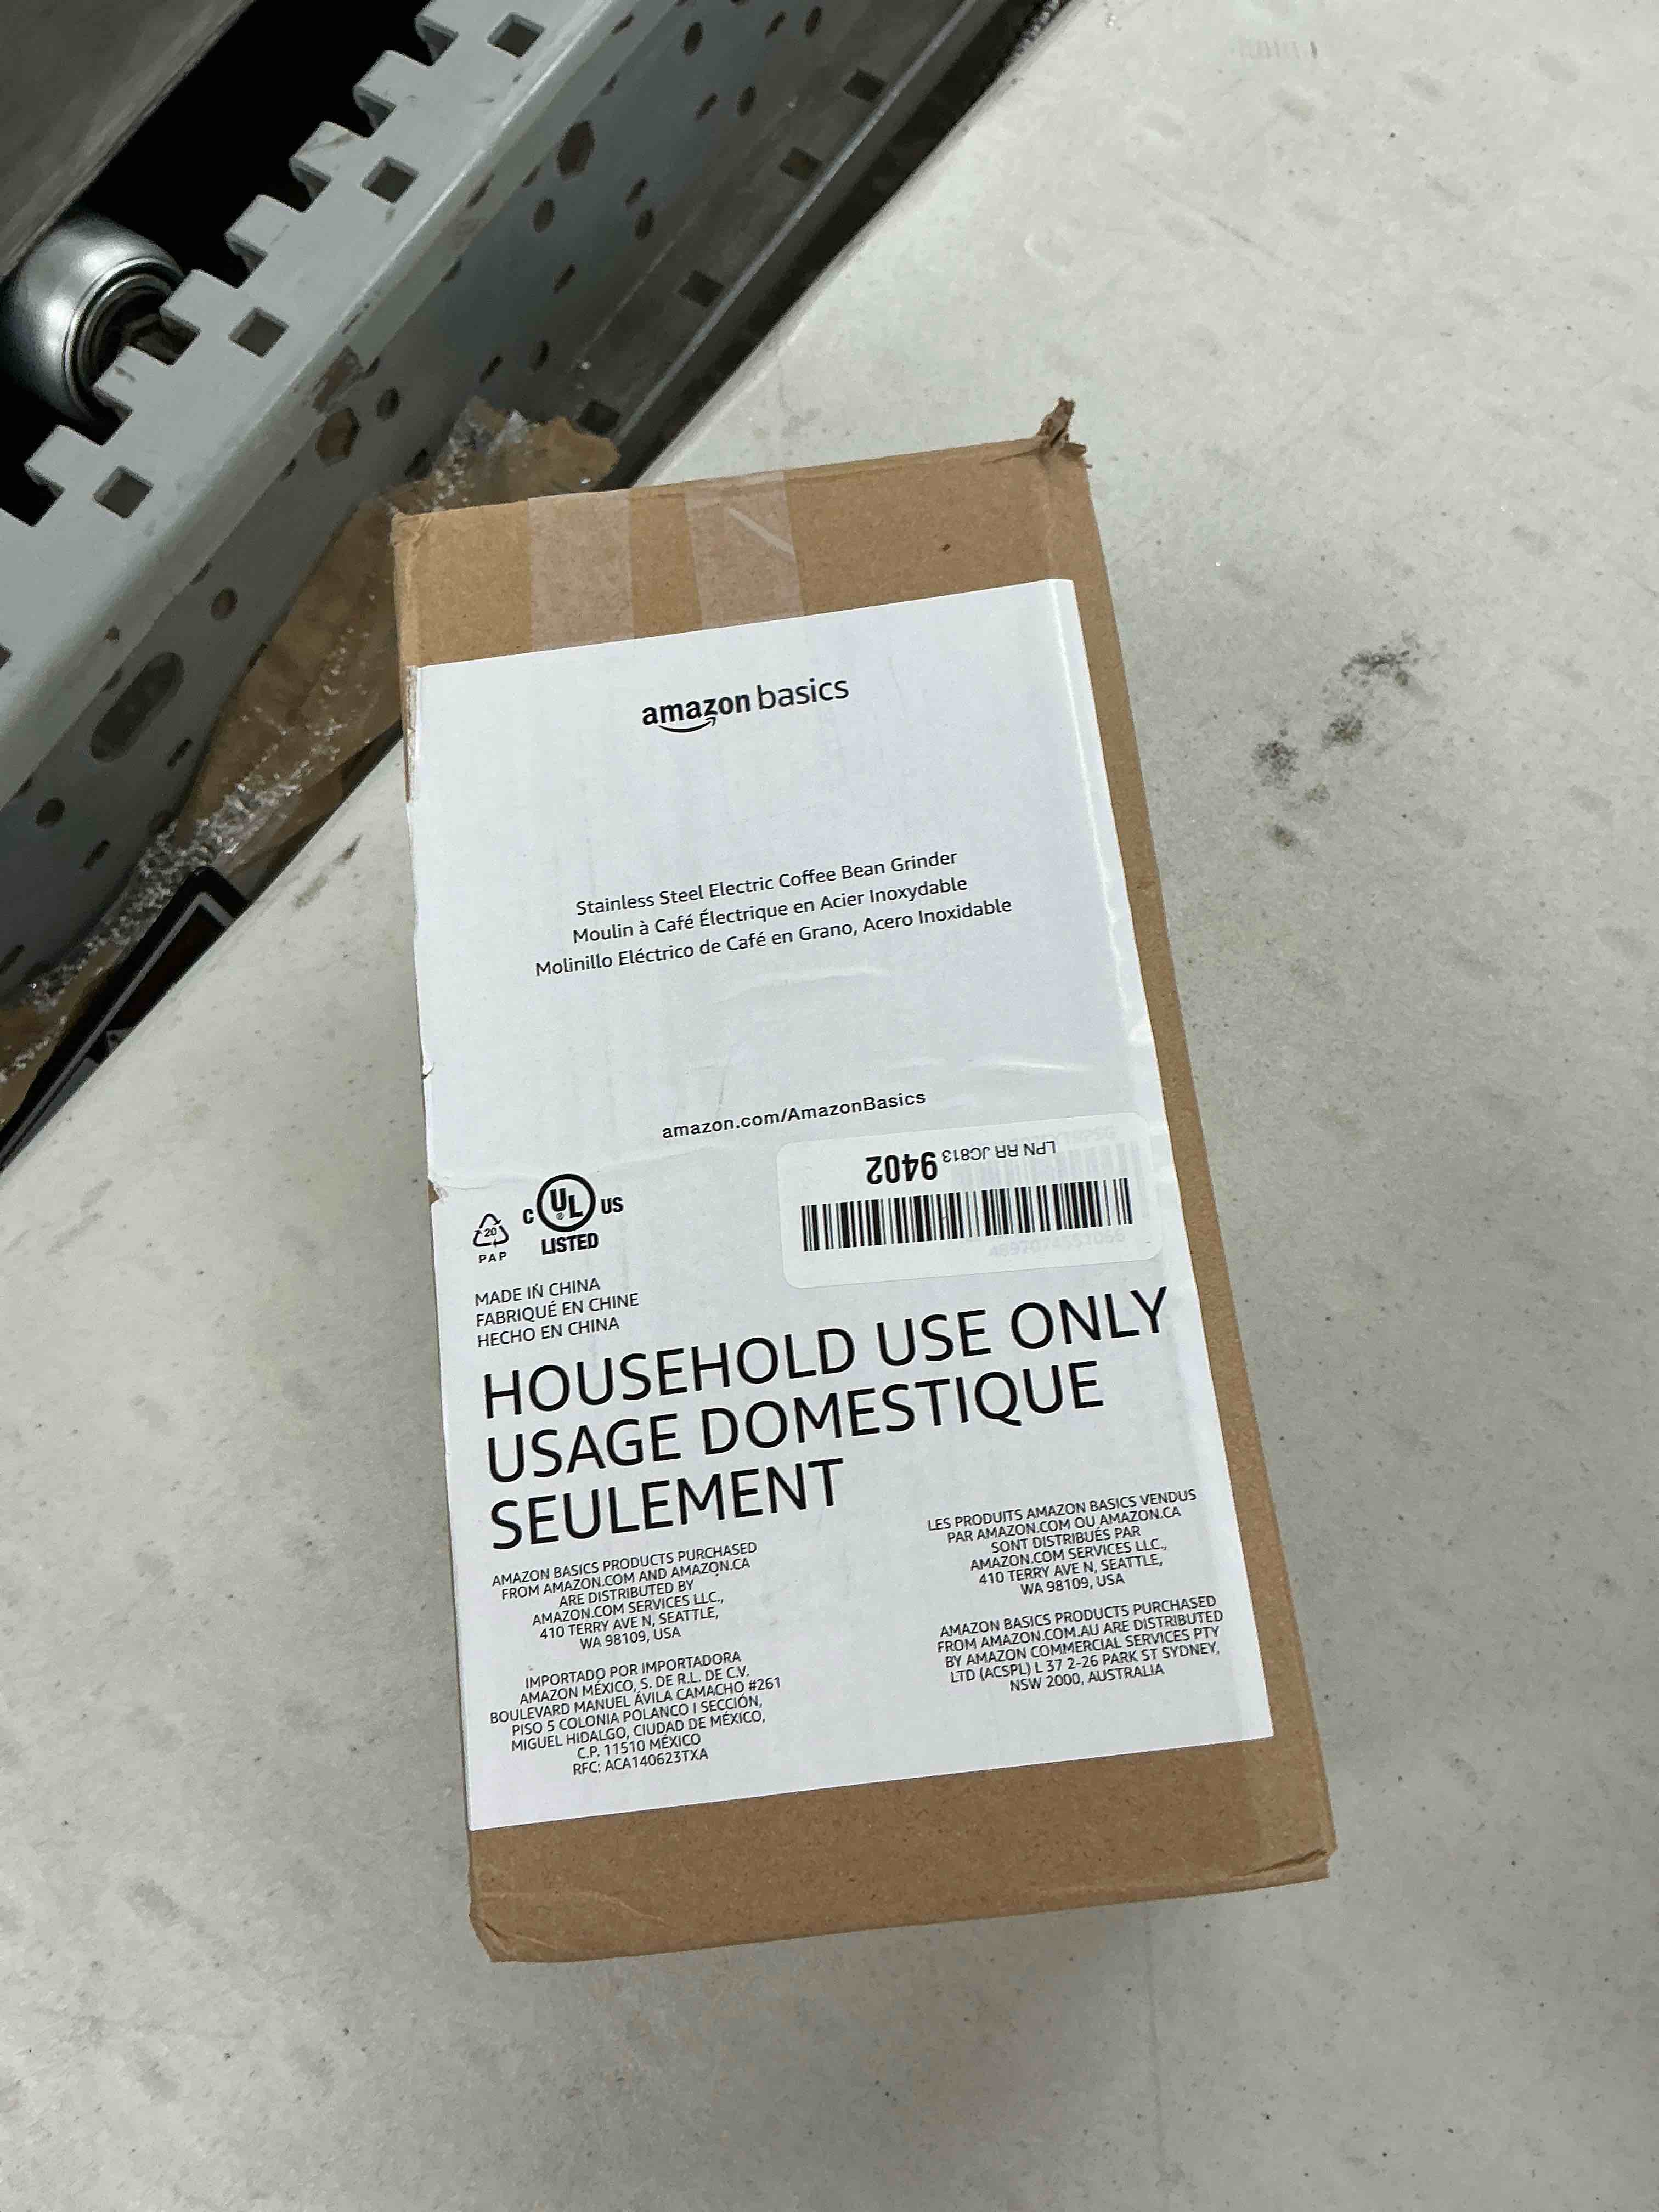 amazon basics
Stainless Steel Electric Coffee Bean Grinder
Moulin à Café Électrique en Acier Inoxydable
Molinillo Eléctrico de Café en Grano, Acero Inoxidable
amazon.com/AmazonBasics
LPN RR JC813 9402
20
PAP
C UL ® US
LISTED
MADE IN CHINA
FABRIQUÉ EN CHINE
HECHO EN CHINA
HOUSEHOLD USE ONLY
USAGE DOMESTIQUE
SEULEMENT
AMAZON BASICS PRODUCTS PURCHASED
FROM AMAZON.COM AND AMAZON.CA
ARE DISTRIBUTED BY
AMAZON.COM SERVICES LLC.,
410 TERRY AVE N, SEATTLE,
WA 98109, USA
IMPORTADO POR IMPORTADORA
AMAZON MÉXICO, S. DE R.L. DE C.V.
BOULEVARD MANUEL ÁVILA CAMACHO #261
PISO 5 COLONIA POLANCO I SECCIÓN,
MIGUEL HIDALGO, CIUDAD DE MÉXICO,
C.P. 11510 MÉXICO
RFC: ACA140623TXA
LES PRODUITS AMAZON BASICS VENDUS
PAR AMAZON.COM OU AMAZON.CA
SONT DISTRIBUÉS PAR
AMAZON.COM SERVICES LLC.,
410 TERRY AVE N, SEATTLE,
WA 98109, USA
AMAZON BASICS PRODUCTS PURCHASED
FROM AMAZON.COM.AU ARE DISTRIBUTED
BY AMAZON COMMERCIAL SERVICES PTY
LTD (ACSPL) L 37 2-26 PARK ST SYDNEY,
NSW 2000, AUSTRALIA